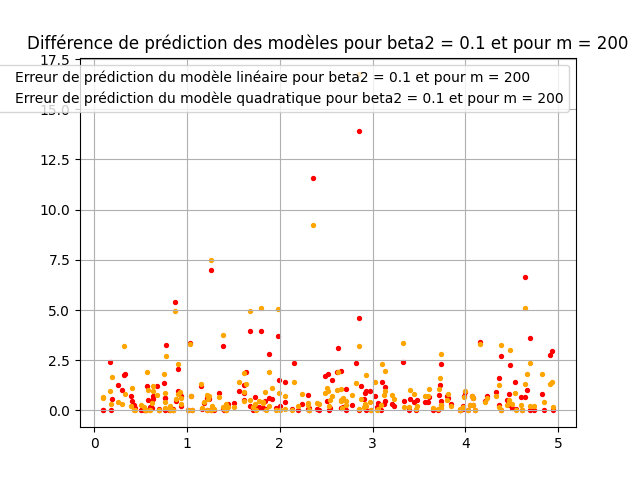 Différence de prédiction des modèles pour beta2 = 0.1 et pour m = 200
17.5
Erreur de prédiction du modèle linéaire pour beta2 = 0.1 et pour m = 200
Erreur de prédiction du modèle quadratique pour beta2 = 0.1 et pour m = 200
15.0
12.5
10.0
7.5
5.0
2.5
0.0
0 1 2 3 4 5